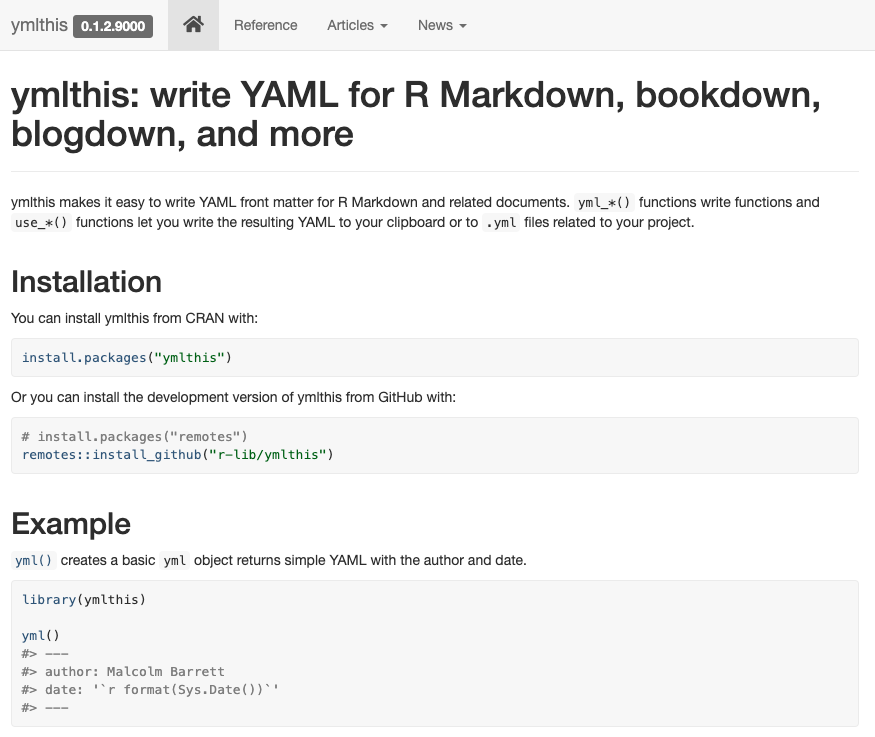 ymlthis 0.1.2.9000 Reference Articles News
ymlthis: write YAML for R Markdown, bookdown,
blogdown, and more
ymlthis makes it easy to write YAML front matter for R Markdown and related documents. yml_*() functions write functions and
use_*() functions let you write the resulting YAML to your clipboard or to .yml files related to your project.
Installation
You can install ymlthis from CRAN with:
install.packages("ymlthis")
Or you can install the development version of ymlthis from GitHub with:
# install.packages("remotes")
remotes::install_github("r-lib/ymlthis")
Example
yml() creates a basic yml object returns simple YAML with the author and date.
library(ymlthis)
yml()
#> ---
#> author: Malcolm Barrett
#> date: '`r format(Sys.Date())`'
#> ---